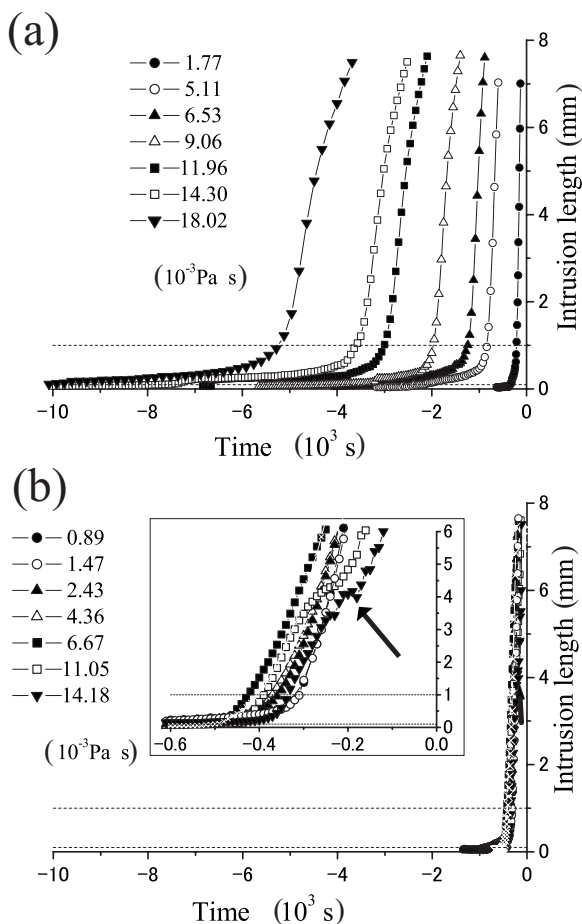 (a)
1.77
5.11
6.53
9.06
11.96
14.30
18.02
(10⁻³Pa s)
8
6
4
2
0
Intrusion length (mm)
−10 −8 −6 −4 −2 0
Time (10³ s)
(b)
0.89
1.47
2.43
4.36
6.67
11.05
14.18
(10⁻³Pa s)
6
5
4
3
2
1
0
-0.6 -0.4 -0.2 0.0
8
6
4
2
0
Intrusion length (mm)
−10 −8 −6 −4 −2 0
Time (10³ s)